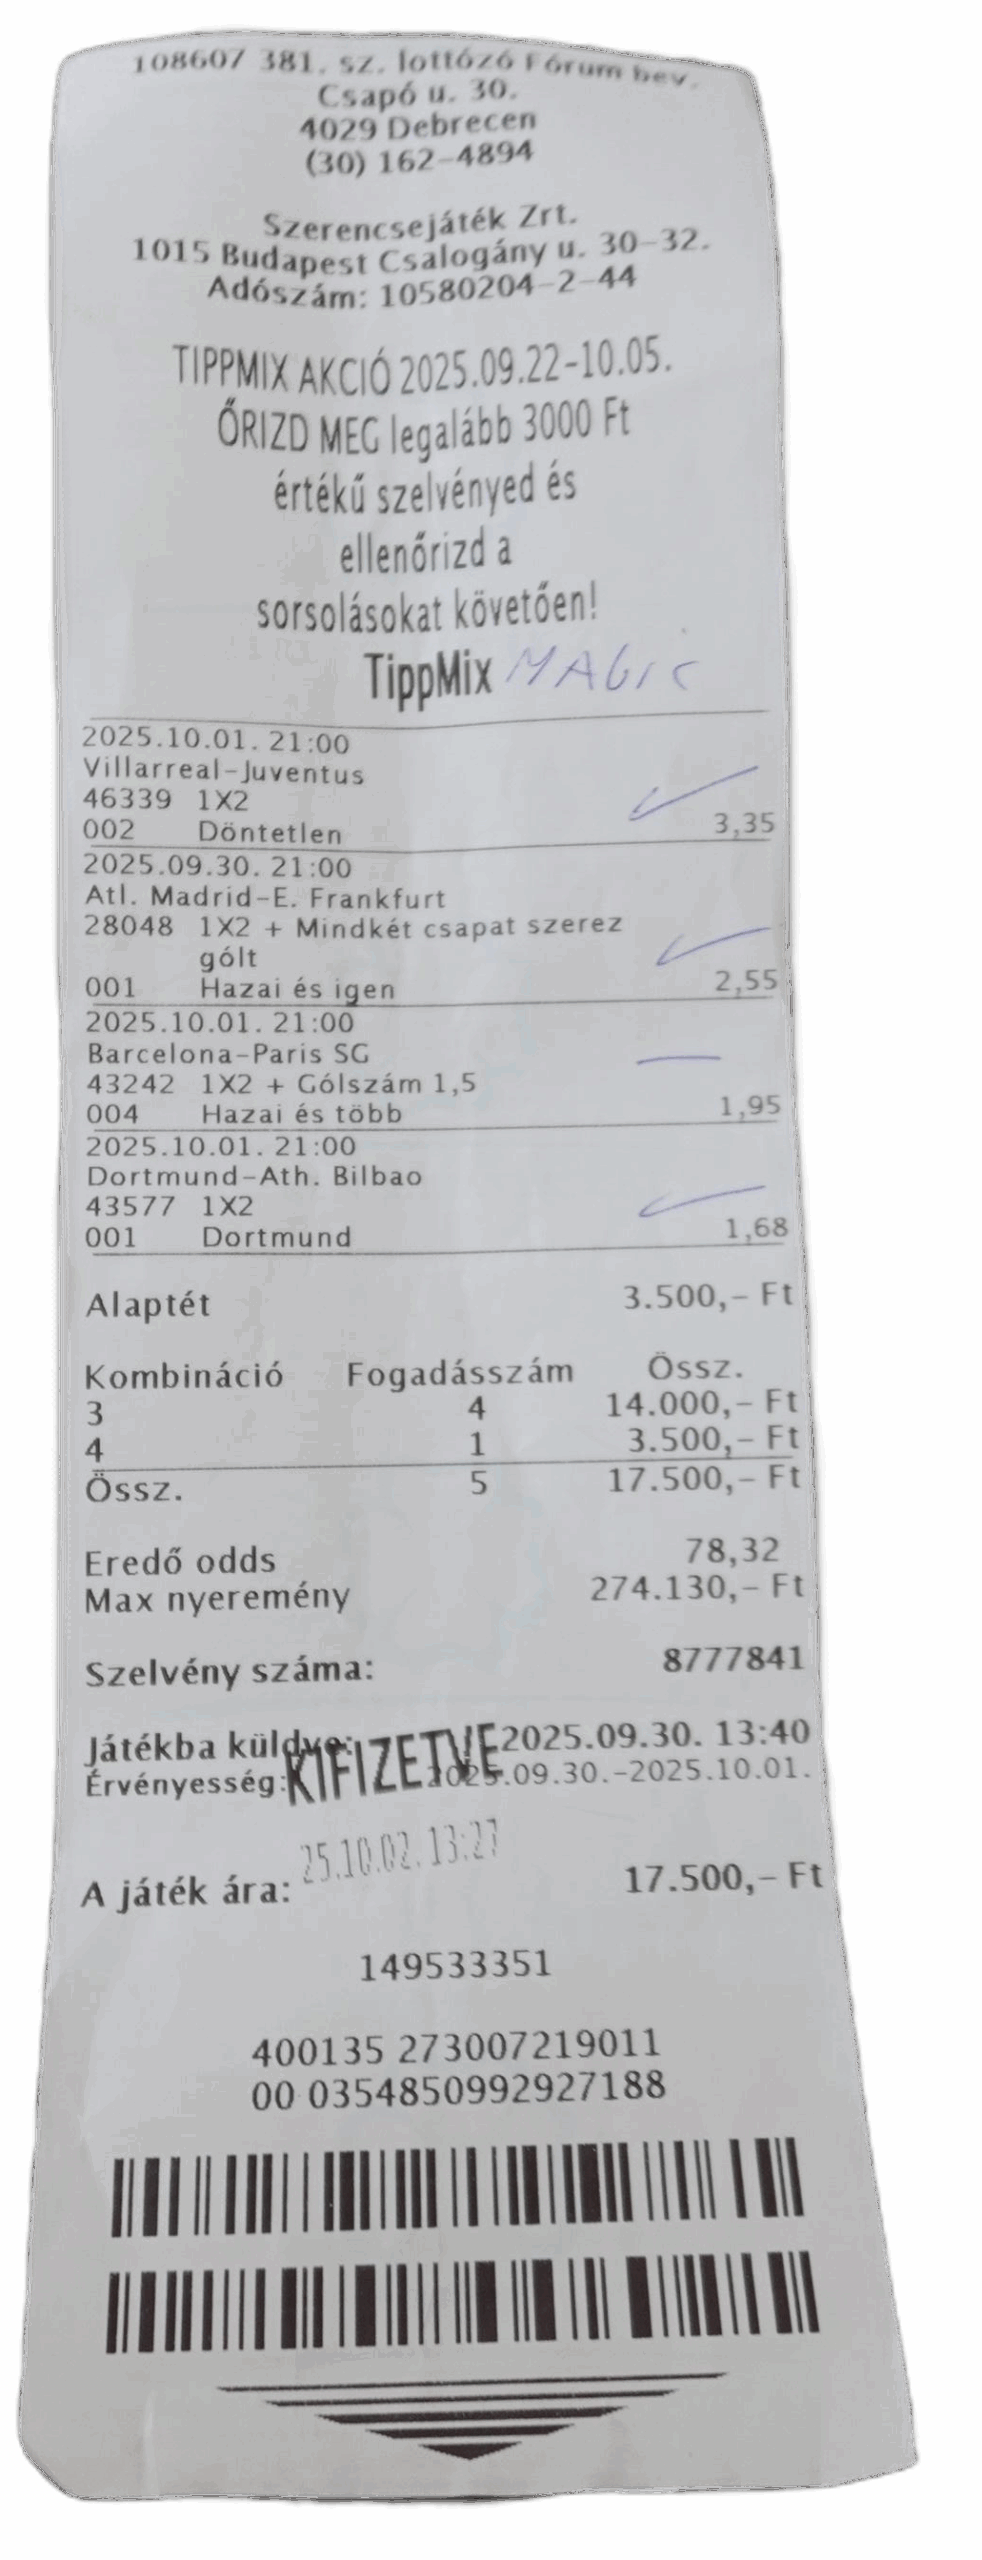 108607 381. sz. lottózó Fórum bev.
Csapó u. 30.
4029 Debrecen
(30) 162-4894
Szerencsejáték Zrt.
1015 Budapest Csalogány u. 30-32.
Adószám: 10580204-2-44
TIPPMIX AKCIÓ 2025.09.22-10.05.
ŐRIZD MEG legalább 3000 Ft
értékű szelvényed és
ellenőrizd a
sorsolásokat követően!
TippMix MAGIC
2025.10.01. 21:00
Villarreal-Juventus
46339 1X2
002 Döntetlen 3,35
2025.09.30. 21:00
Atl. Madrid-E. Frankfurt
28048 1X2 + Mindkét csapat szerez
gólt
001 Hazai és igen 2,55
2025.10.01. 21:00
Barcelona-Paris SG
43242 1X2 + Gólszám 1,5
004 Hazai és több 1,95
2025.10.01. 21:00
Dortmund-Ath. Bilbao
43577 1X2
001 Dortmund 1,68
Alaptét 3.500,- Ft
Kombináció Fogadásszám Össz.
3 4 14.000,- Ft
4 1 3.500,- Ft
Össz. 5 17.500,- Ft
Eredő odds 78,32
Max nyeremény 274.130,- Ft
Szelvény száma: 8777841
Játékba küldve: 2025.09.30. 13:40
KIFIZETVE
Érvényesség: 2025.09.30.-2025.10.01.
25.10.02. 13:27
A játék ára: 17.500,- Ft
149533351
400135 273007219011
00 0354850992927188